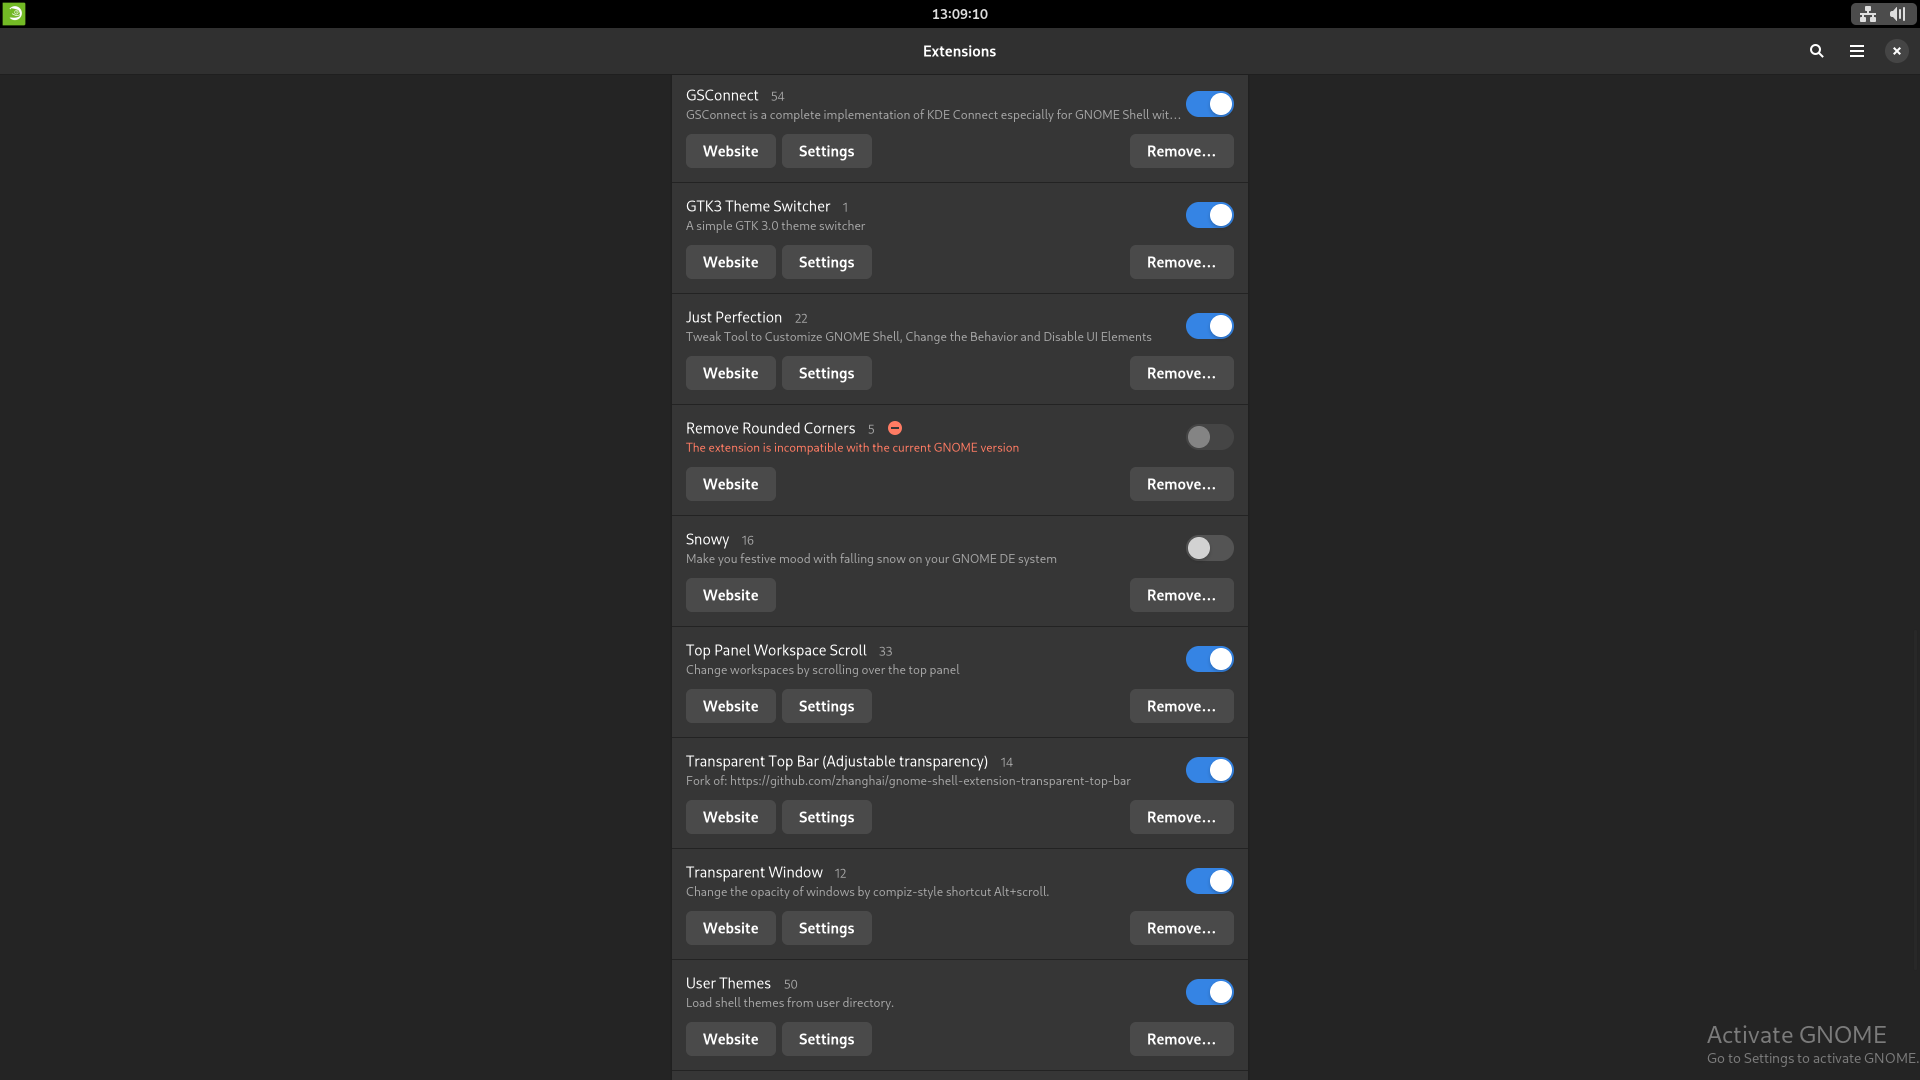 13:09:10
Extensions
GSConnect 54
GSConnect is a complete implementation of KDE Connect especially for GNOME Shell wit...
Website Settings Remove...
GTK3 Theme Switcher 1
A simple GTK 3.0 theme switcher
Website Settings Remove...
Just Perfection 22
Tweak Tool to Customize GNOME Shell, Change the Behavior and Disable UI Elements
Website Settings Remove...
Remove Rounded Corners 5
The extension is incompatible with the current GNOME version
Website Remove...
Snowy 16
Make you festive mood with falling snow on your GNOME DE system
Website Remove...
Top Panel Workspace Scroll 33
Change workspaces by scrolling over the top panel
Website Settings Remove...
Transparent Top Bar (Adjustable transparency) 14
Fork of: https://github.com/zhanghai/gnome-shell-extension-transparent-top-bar
Website Settings Remove...
Transparent Window 12
Change the opacity of windows by compiz-style shortcut Alt+scroll.
Website Settings Remove...
User Themes 50
Load shell themes from user directory.
Website Settings Remove...
Activate GNOME
Go to Settings to activate GNOME.